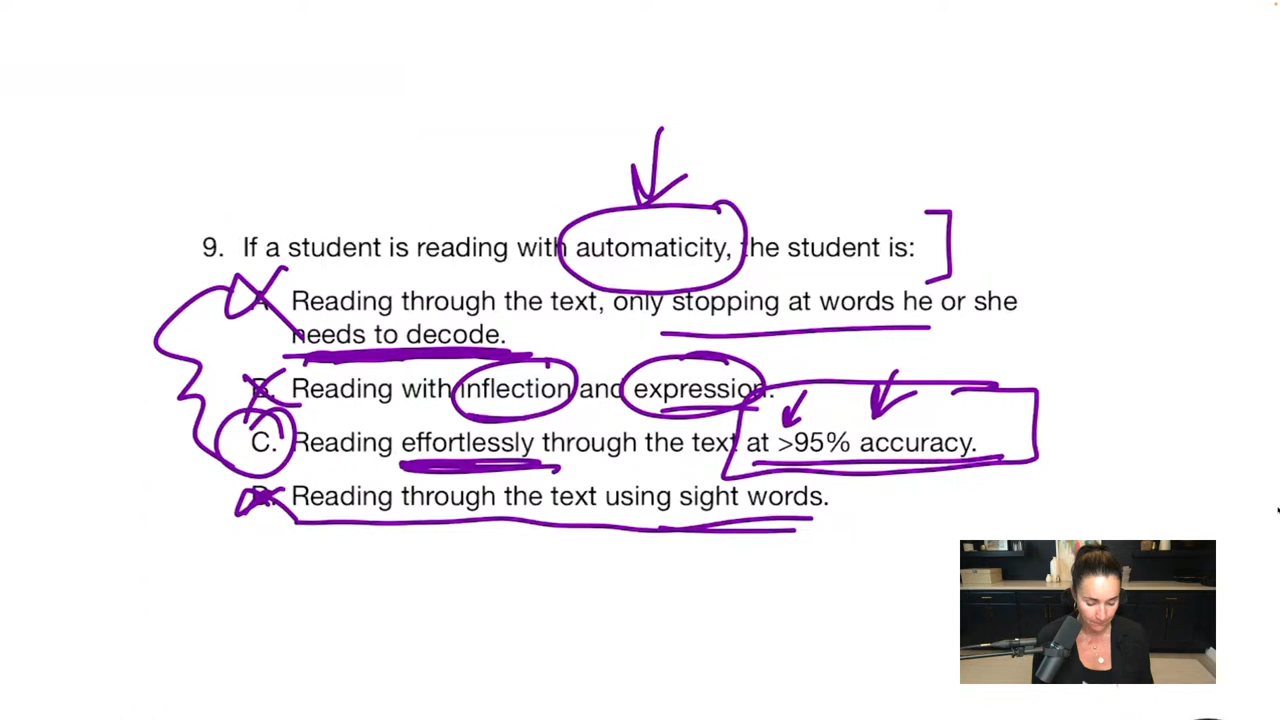 9. If a student is reading with automaticity, the student is:
A. Reading through the text, only stopping at words he or she
needs to decode.
B. Reading with inflection and expression.
C. Reading effortlessly through the text at >95% accuracy.
D. Reading through the text using sight words.